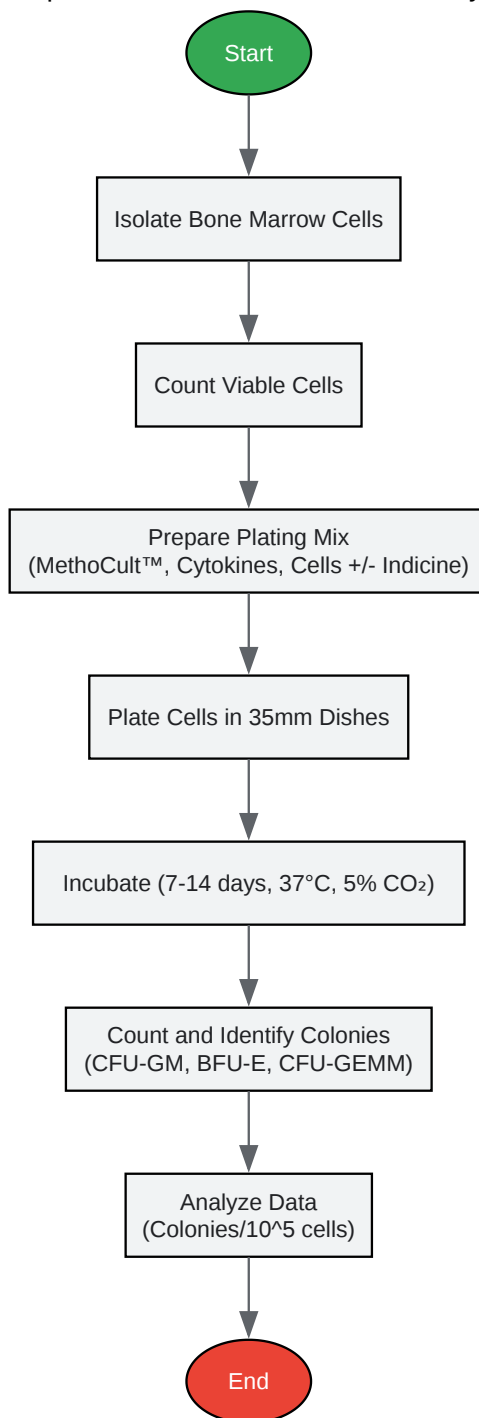 Start
Isolate Bone Marrow Cells
Count Viable Cells
Prepare Plating Mix
(MethoCult™, Cytokines, Cells +/- Indicine)
Plate Cells in 35mm Dishes
Incubate (7-14 days, 37°C, 5% CO₂)
Count and Identify Colonies
(CFU-GM, BFU-E, CFU-GEMM)
Analyze Data
(Colonies/10^5 cells)
End